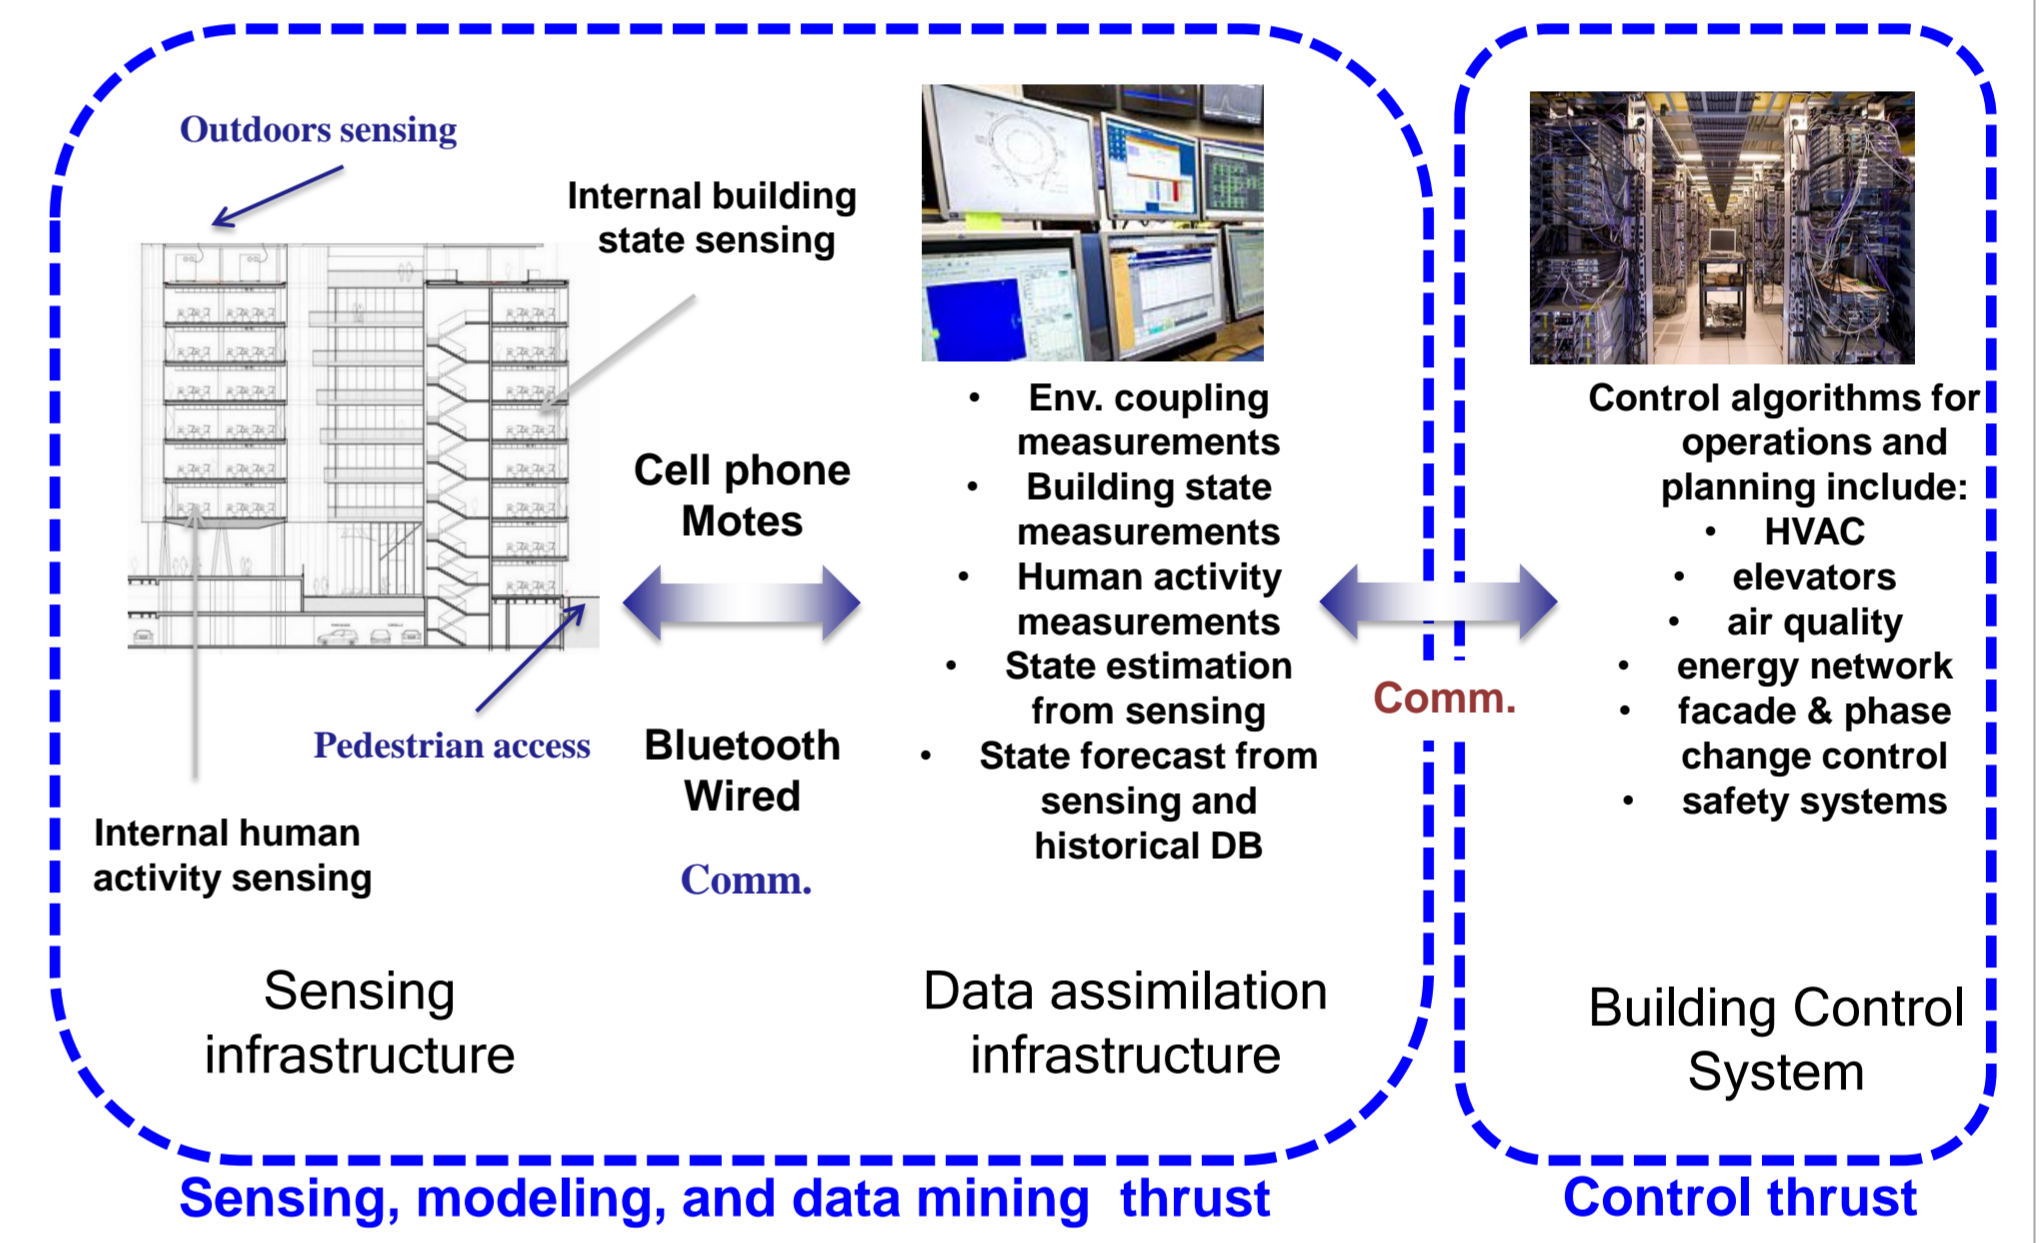 Outdoors sensing
Internal building
state sensing
Cell phone
Motes
Pedestrian access
Bluetooth
Wired
Comm.
Internal human
activity sensing
Sensing
infrastructure
• Env. coupling
measurements
• Building state
measurements
• Human activity
measurements
• State estimation
from sensing
• State forecast from
sensing and
historical DB
Data assimilation
infrastructure
Comm.
Control algorithms for
operations and
planning include:
• HVAC
• elevators
• air quality
• energy network
• facade & phase
change control
• safety systems
Building Control
System
Sensing, modeling, and data mining thrust
Control thrust